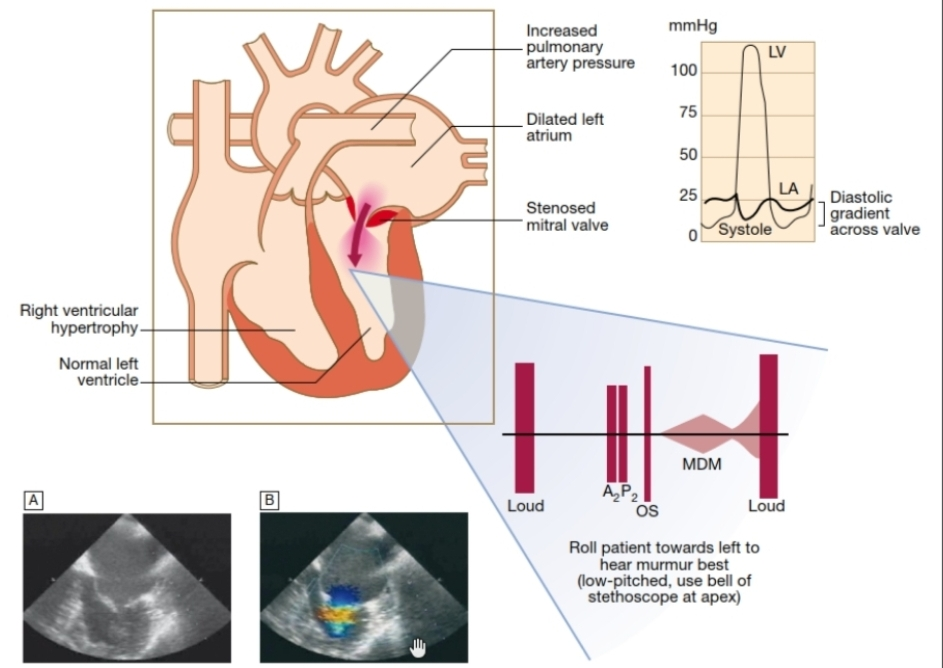 Increased
pulmonary
artery pressure
Dilated left
atrium
Stenosed
mitral valve
Right ventricular
hypertrophy
Normal left
ventricle
mmHg
100
75
50
25
0
LV
LA
Systole
Diastolic
gradient
across valve
A₂P₂
OS
MDM
Loud
Loud
Roll patient towards left to
hear murmur best
(low-pitched, use bell of
stethoscope at apex)
A
B